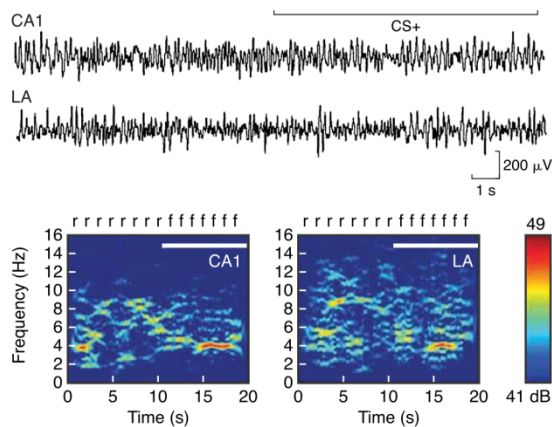 CA1
CS+
LA
200 μV
1 s
r r r r r r r r f f f f f f f
r r r r r r r r f f f f f f f
49
16
14
12
10
8
6
4
2
0
Frequency (Hz)
CA1
0 5 10 15 20
Time (s)
16
14
12
10
8
6
4
2
0
LA
0 5 10 15 20
Time (s)
41 dB